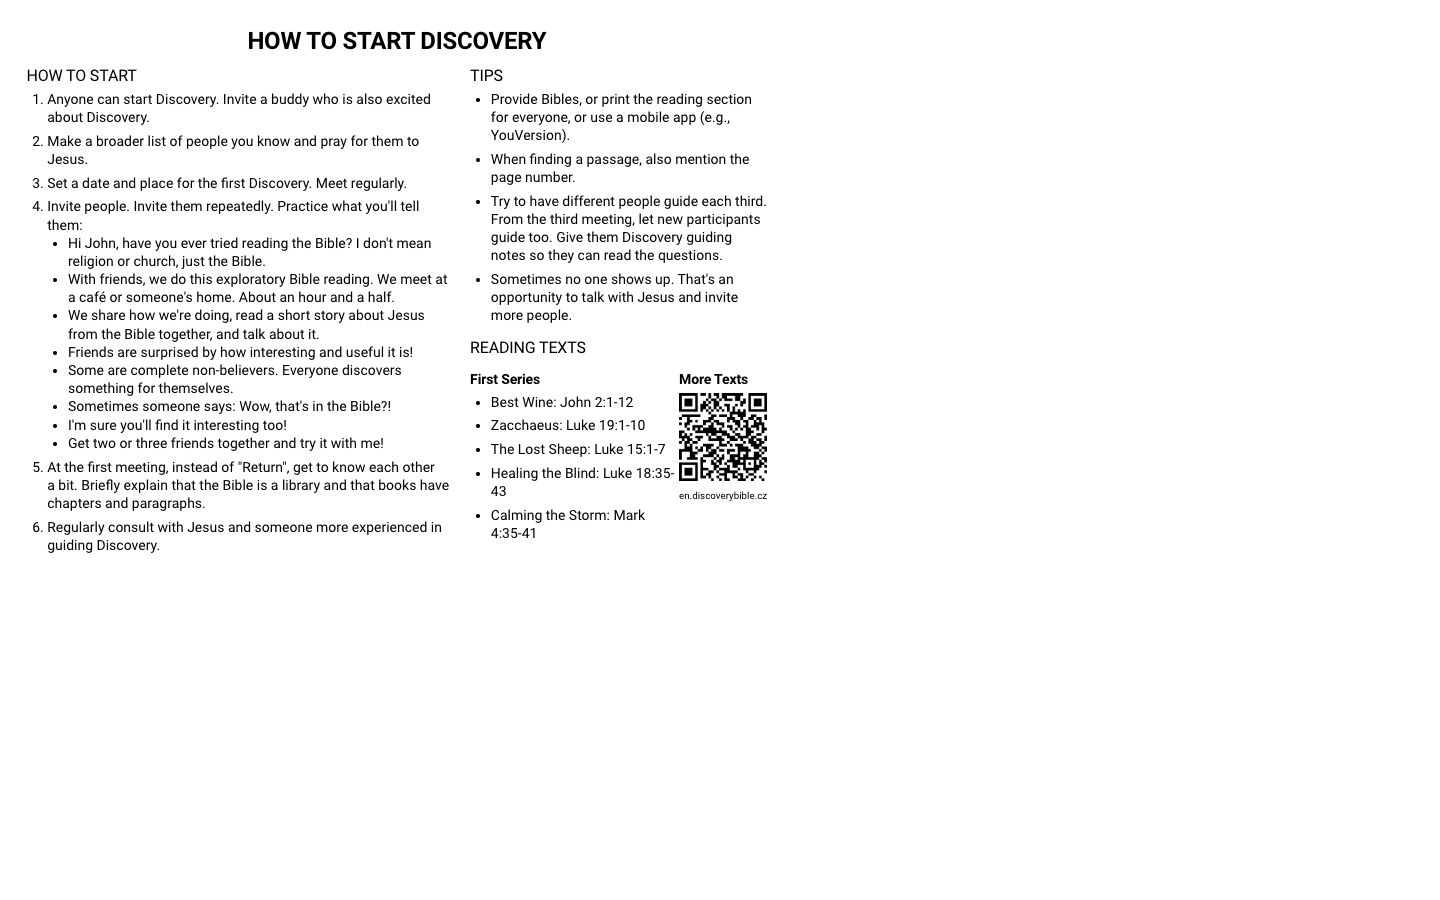 HOW TO START DISCOVERY
HOW TO START
1. Anyone can start Discovery. Invite a buddy who is also excited
about Discovery.
2. Make a broader list of people you know and pray for them to
Jesus.
3. Set a date and place for the first Discovery. Meet regularly.
4. Invite people. Invite them repeatedly. Practice what you'll tell
them:
• Hi John, have you ever tried reading the Bible? I don't mean
religion or church, just the Bible.
• With friends, we do this exploratory Bible reading. We meet at
a café or someone's home. About an hour and a half.
• We share how we're doing, read a short story about Jesus
from the Bible together, and talk about it.
• Friends are surprised by how interesting and useful it is!
• Some are complete non-believers. Everyone discovers
something for themselves.
• Sometimes someone says: Wow, that's in the Bible?!
• I'm sure you'll find it interesting too!
• Get two or three friends together and try it with me!
5. At the first meeting, instead of "Return", get to know each other
a bit. Briefly explain that the Bible is a library and that books have
chapters and paragraphs.
6. Regularly consult with Jesus and someone more experienced in
guiding Discovery.
TIPS
• Provide Bibles, or print the reading section
for everyone, or use a mobile app (e.g.,
YouVersion).
• When finding a passage, also mention the
page number.
• Try to have different people guide each third.
From the third meeting, let new participants
guide too. Give them Discovery guiding
notes so they can read the questions.
• Sometimes no one shows up. That's an
opportunity to talk with Jesus and invite
more people.
READING TEXTS
First Series
• Best Wine: John 2:1-12
• Zacchaeus: Luke 19:1-10
• The Lost Sheep: Luke 15:1-7
• Healing the Blind: Luke 18:35-
43
• Calming the Storm: Mark
4:35-41
More Texts
en.discoverybible.cz